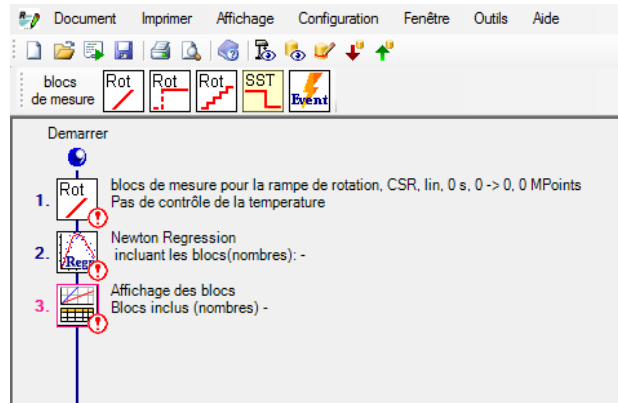 Document Imprimer Affichage Configuration Fenêtre Outils Aide
blocs de mesure Rot Rot Rot SST Event
Demarrer
1. Rot blocs de mesure pour la rampe de rotation, CSR, lin, 0 s, 0 -> 0, 0 MPoints
Pas de contrôle de la temperature
2. Regr Newton Regression
incluant les blocs(nombres): -
3. Affichage des blocs
Blocs inclus (nombres) -